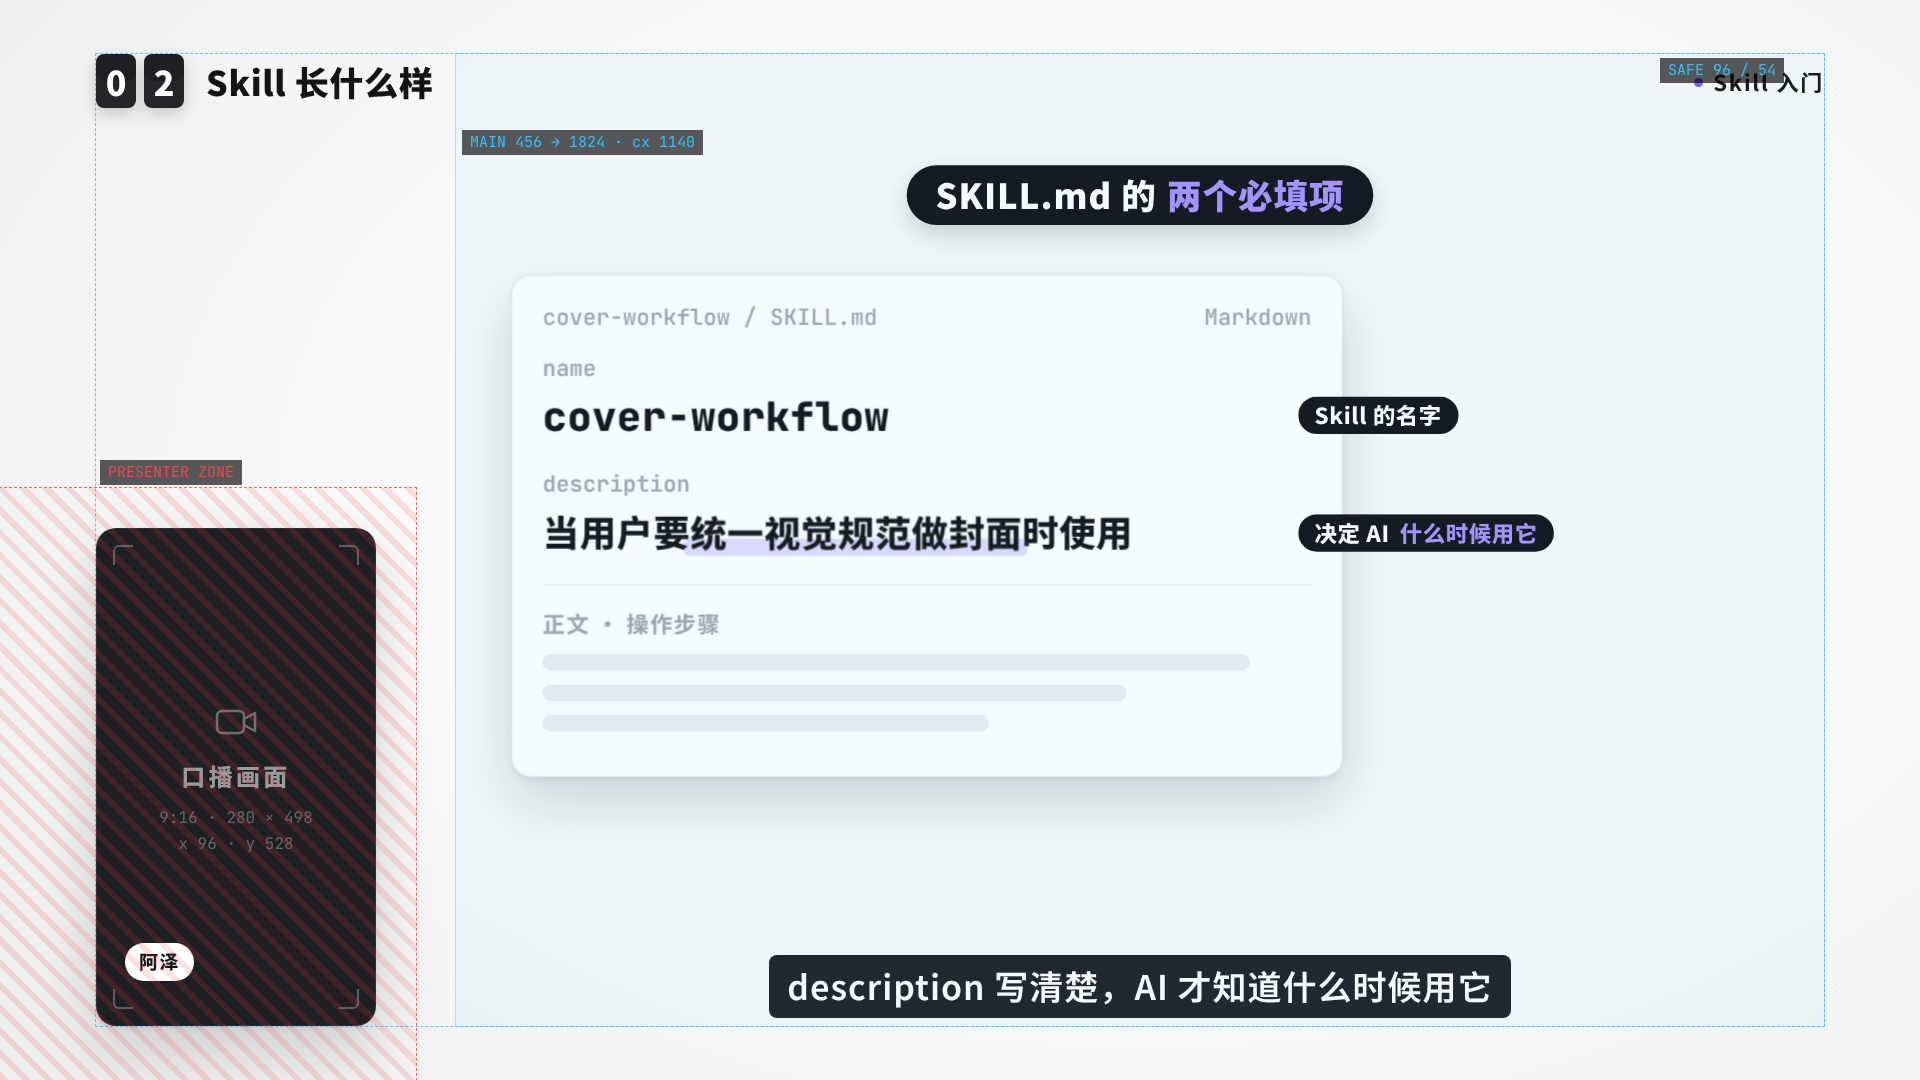 02 Skill 长什么样
SAFE 96 / 54
Skill 入门
MAIN 456 → 1824 · cx 1140
SKILL.md 的 两个必填项
cover-workflow / SKILL.md
Markdown
name
cover-workflow
Skill 的名字
description
当用户要统一视觉规范做封面时使用
决定 AI 什么时候用它
正文 · 操作步骤
PRESENTER ZONE
口播画面
9:16 · 280 × 498
x 96 · y 528
阿泽
description 写清楚，AI 才知道什么时候用它